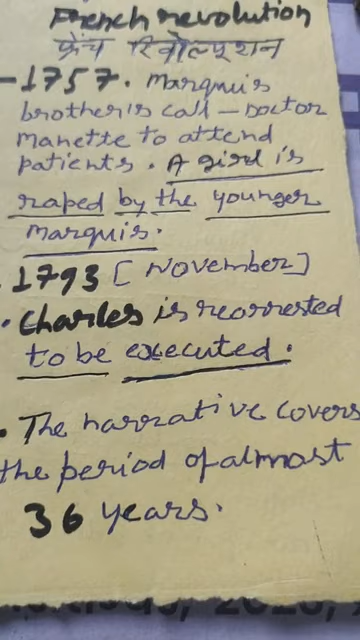 French revolution
फ्रेंच रिवोल्यूशन
- 1757. Marquis
brother's call - Doctor
Manette to attend
patients. A girl is
raped by the younger
Marquis.
. 1793 [November]
• Charles is rearrested
to be executed.
• The narrative covers
the period of almost
36 years.